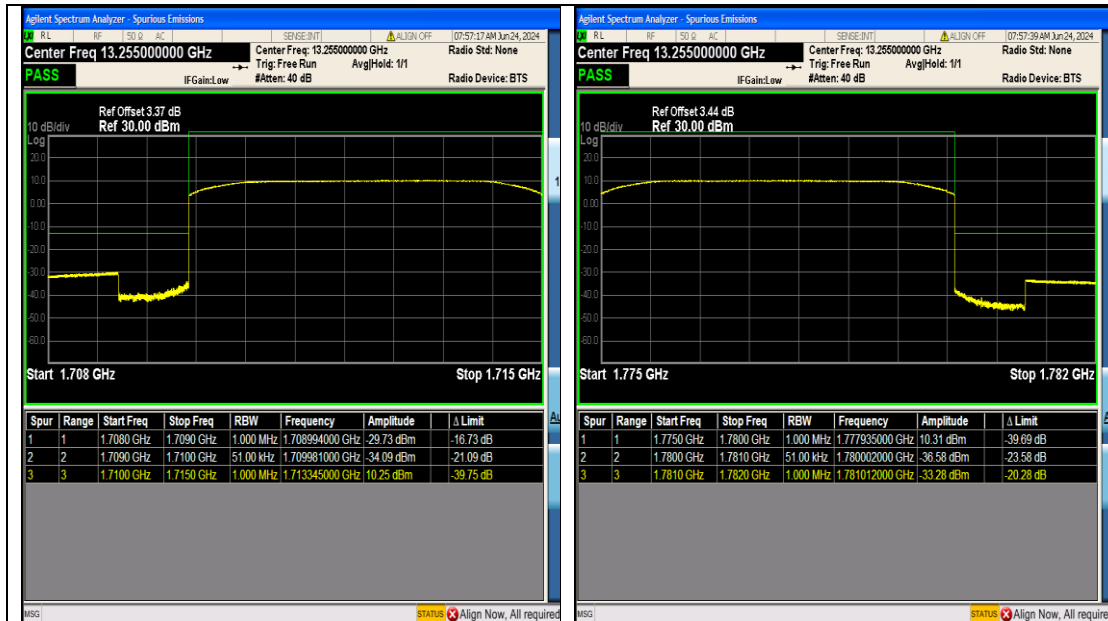 Agilent Spectrum Analyzer - Spurious Emissions
RL RF 50 Ω AC SENSE:INT ALIGN OFF 07:57:17 AM Jun 24, 2024
Center Freq 13.255000000 GHz
Center Freq: 13.255000000 GHz
Radio Std: None
Trig: Free Run Avg|Hold: 1/1
PASS
IFGain:Low
#Atten: 40 dB
Radio Device: BTS
Ref Offset 3.37 dB
10 dB/div Ref 30.00 dBm
Log
20.0
10.0
0.00
-10.0
-20.0
-30.0
-40.0
-50.0
-60.0
Start 1.708 GHz Stop 1.715 GHz
Spur Range Start Freq Stop Freq RBW Frequency Amplitude Δ Limit
1 1 1.7080 GHz 1.7090 GHz 1.000 MHz 1.708994000 GHz -29.73 dBm -16.73 dB
2 2 1.7090 GHz 1.7100 GHz 51.00 kHz 1.709981000 GHz -34.09 dBm -21.09 dB
3 3 1.7100 GHz 1.7150 GHz 1.000 MHz 1.713345000 GHz 10.25 dBm -39.75 dB
MSG STATUS Align Now, All required
Agilent Spectrum Analyzer - Spurious Emissions
RL RF 50 Ω AC SENSE:INT ALIGN OFF 07:57:39 AM Jun 24, 2024
Center Freq 13.255000000 GHz
Center Freq: 13.255000000 GHz
Radio Std: None
Trig: Free Run Avg|Hold: 1/1
PASS
IFGain:Low
#Atten: 40 dB
Radio Device: BTS
Ref Offset 3.44 dB
10 dB/div Ref 30.00 dBm
Log
20.0
10.0
0.00
-10.0
-20.0
-30.0
-40.0
-50.0
-60.0
Start 1.775 GHz Stop 1.782 GHz
Spur Range Start Freq Stop Freq RBW Frequency Amplitude Δ Limit
1 1 1.7750 GHz 1.7800 GHz 1.000 MHz 1.777935000 GHz 10.31 dBm -39.69 dB
2 2 1.7800 GHz 1.7810 GHz 51.00 kHz 1.780002000 GHz -36.58 dBm -23.58 dB
3 3 1.7810 GHz 1.7820 GHz 1.000 MHz 1.781012000 GHz -33.28 dBm -20.28 dB
MSG STATUS Align Now, All require